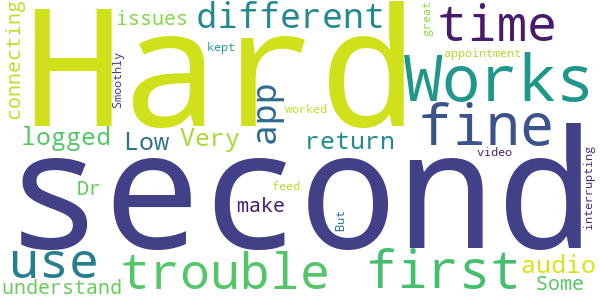 connecting
issues
different
great
time
Hard
kept
appointment
Smoothly
Works
app
worked
fine
logged
Low
Very
return
video
interrupting
second
Dr
feed
make
But
use
trouble
first
audio
understand
Some